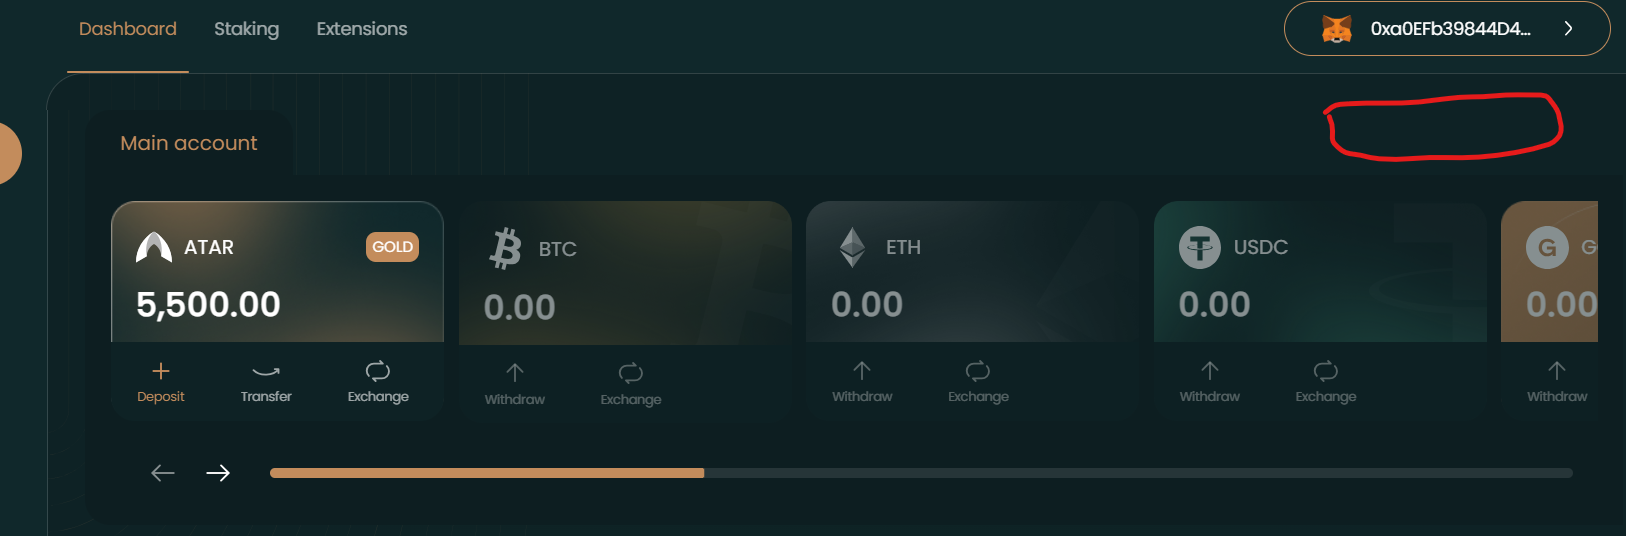 Dashboard Staking Extensions 0xa0EFb39844D4...
Main account
ATAR GOLD BTC ETH USDC G
5,500.00 0.00 0.00 0.00 0.00
Deposit Transfer Exchange Withdraw Exchange Withdraw Exchange Withdraw Exchange Withdraw